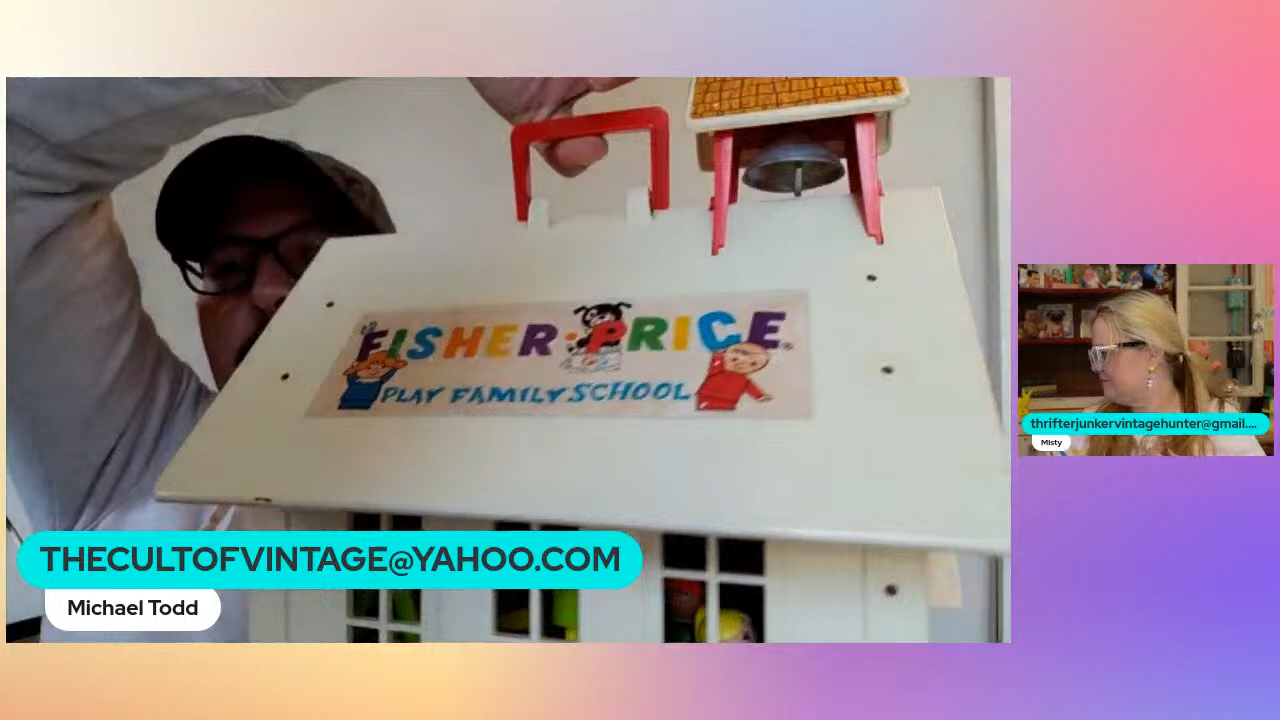 FISHER·PRICE®
PLAY FAMILY SCHOOL
THECULTOFVINTAGE@YAHOO.COM
Michael Todd
thrifterjunkervintagehunter@gmail....
Misty